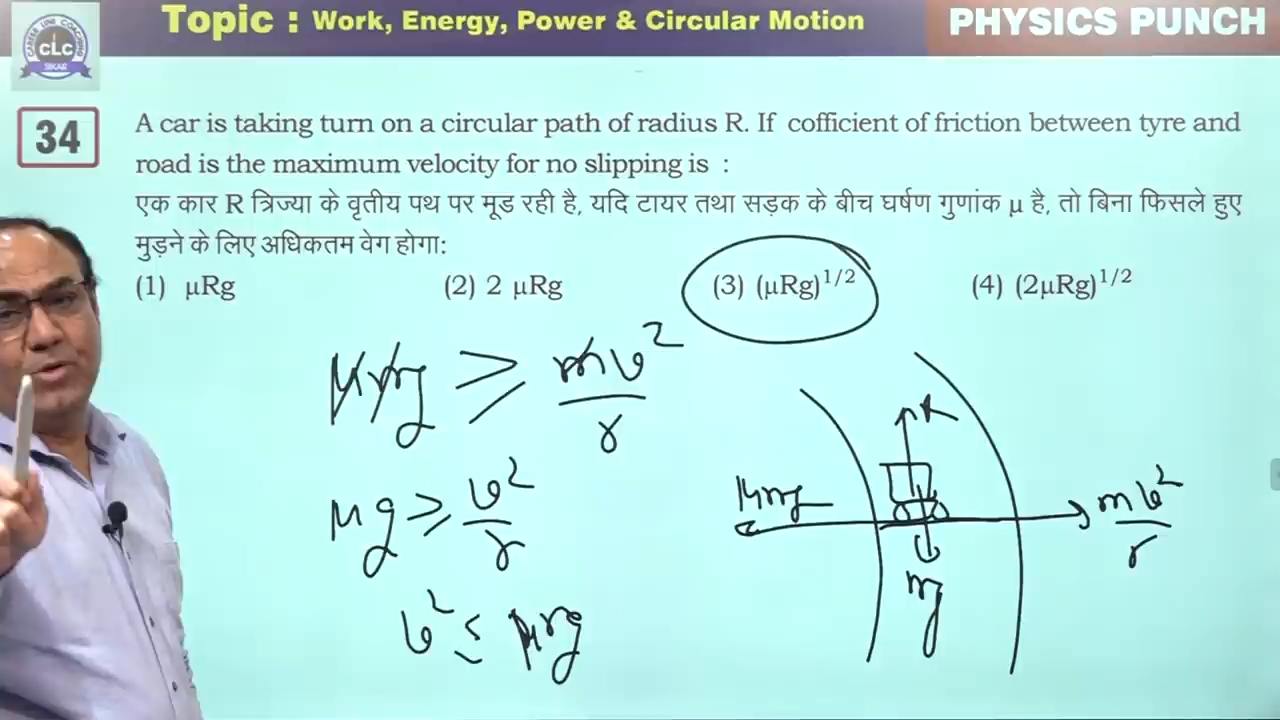 Topic : Work, Energy, Power & Circular Motion
PHYSICS PUNCH
CAREER LINE COACHING
CLC
SIKAR
34
A car is taking turn on a circular path of radius R. If cofficient of friction between tyre and
road is the maximum velocity for no slipping is :
एक कार R त्रिज्या के वृतीय पथ पर मूड रही है, यदि टायर तथा सड़क के बीच घर्षण गुणांक μ है, तो बिना फिसले हुए
मुड़ने के लिए अधिकतम वेग होगा:
(1) μRg (2) 2 μRg (3) (μRg)^1/2 (4) (2μRg)^1/2
μmg ≥ mv²/r
μg ≥ v²/r
v² ≤ μrg
μmg
mv²/r
mg